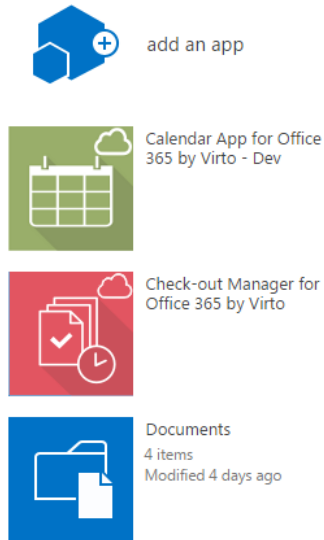 add an app
Calendar App for Office
365 by Virto - Dev
Check-out Manager for
Office 365 by Virto
Documents
4 items
Modified 4 days ago